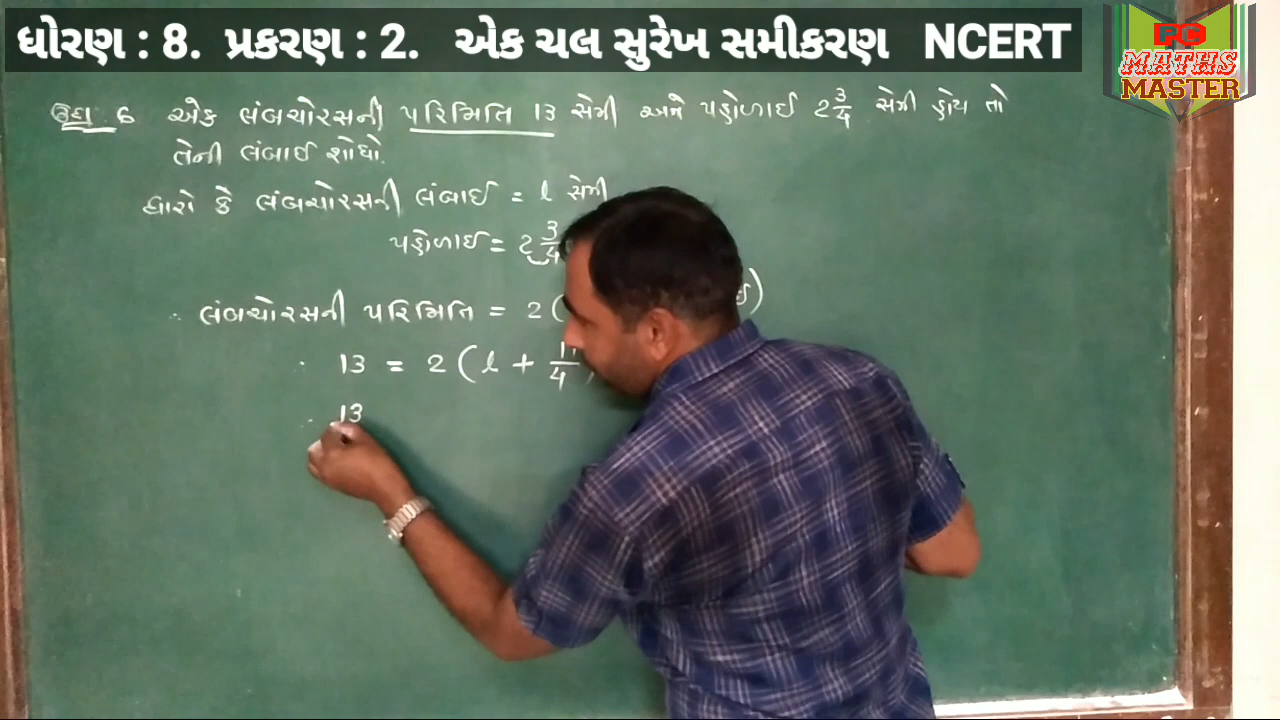 ધોરણ : 8. પ્રકરણ : 2. એક ચલ સુરેખ સમીકરણ NCERT
PC
MATHS
MASTER
ઉદા 6 એક લંબચોરસની પરિમિતિ 13 સેમી અને પહોળાઈ 2 3/4 સેમી હોય તો
તેની લંબાઈ શોધો.
ધારો કે લંબચોરસની લંબાઈ = l સેમી
પહોળાઈ = 2 3/4
∴ લંબચોરસની પરિમિતિ = 2 ( ઈ)
∴ 13 = 2 ( l + 11/4 )
∴ 13